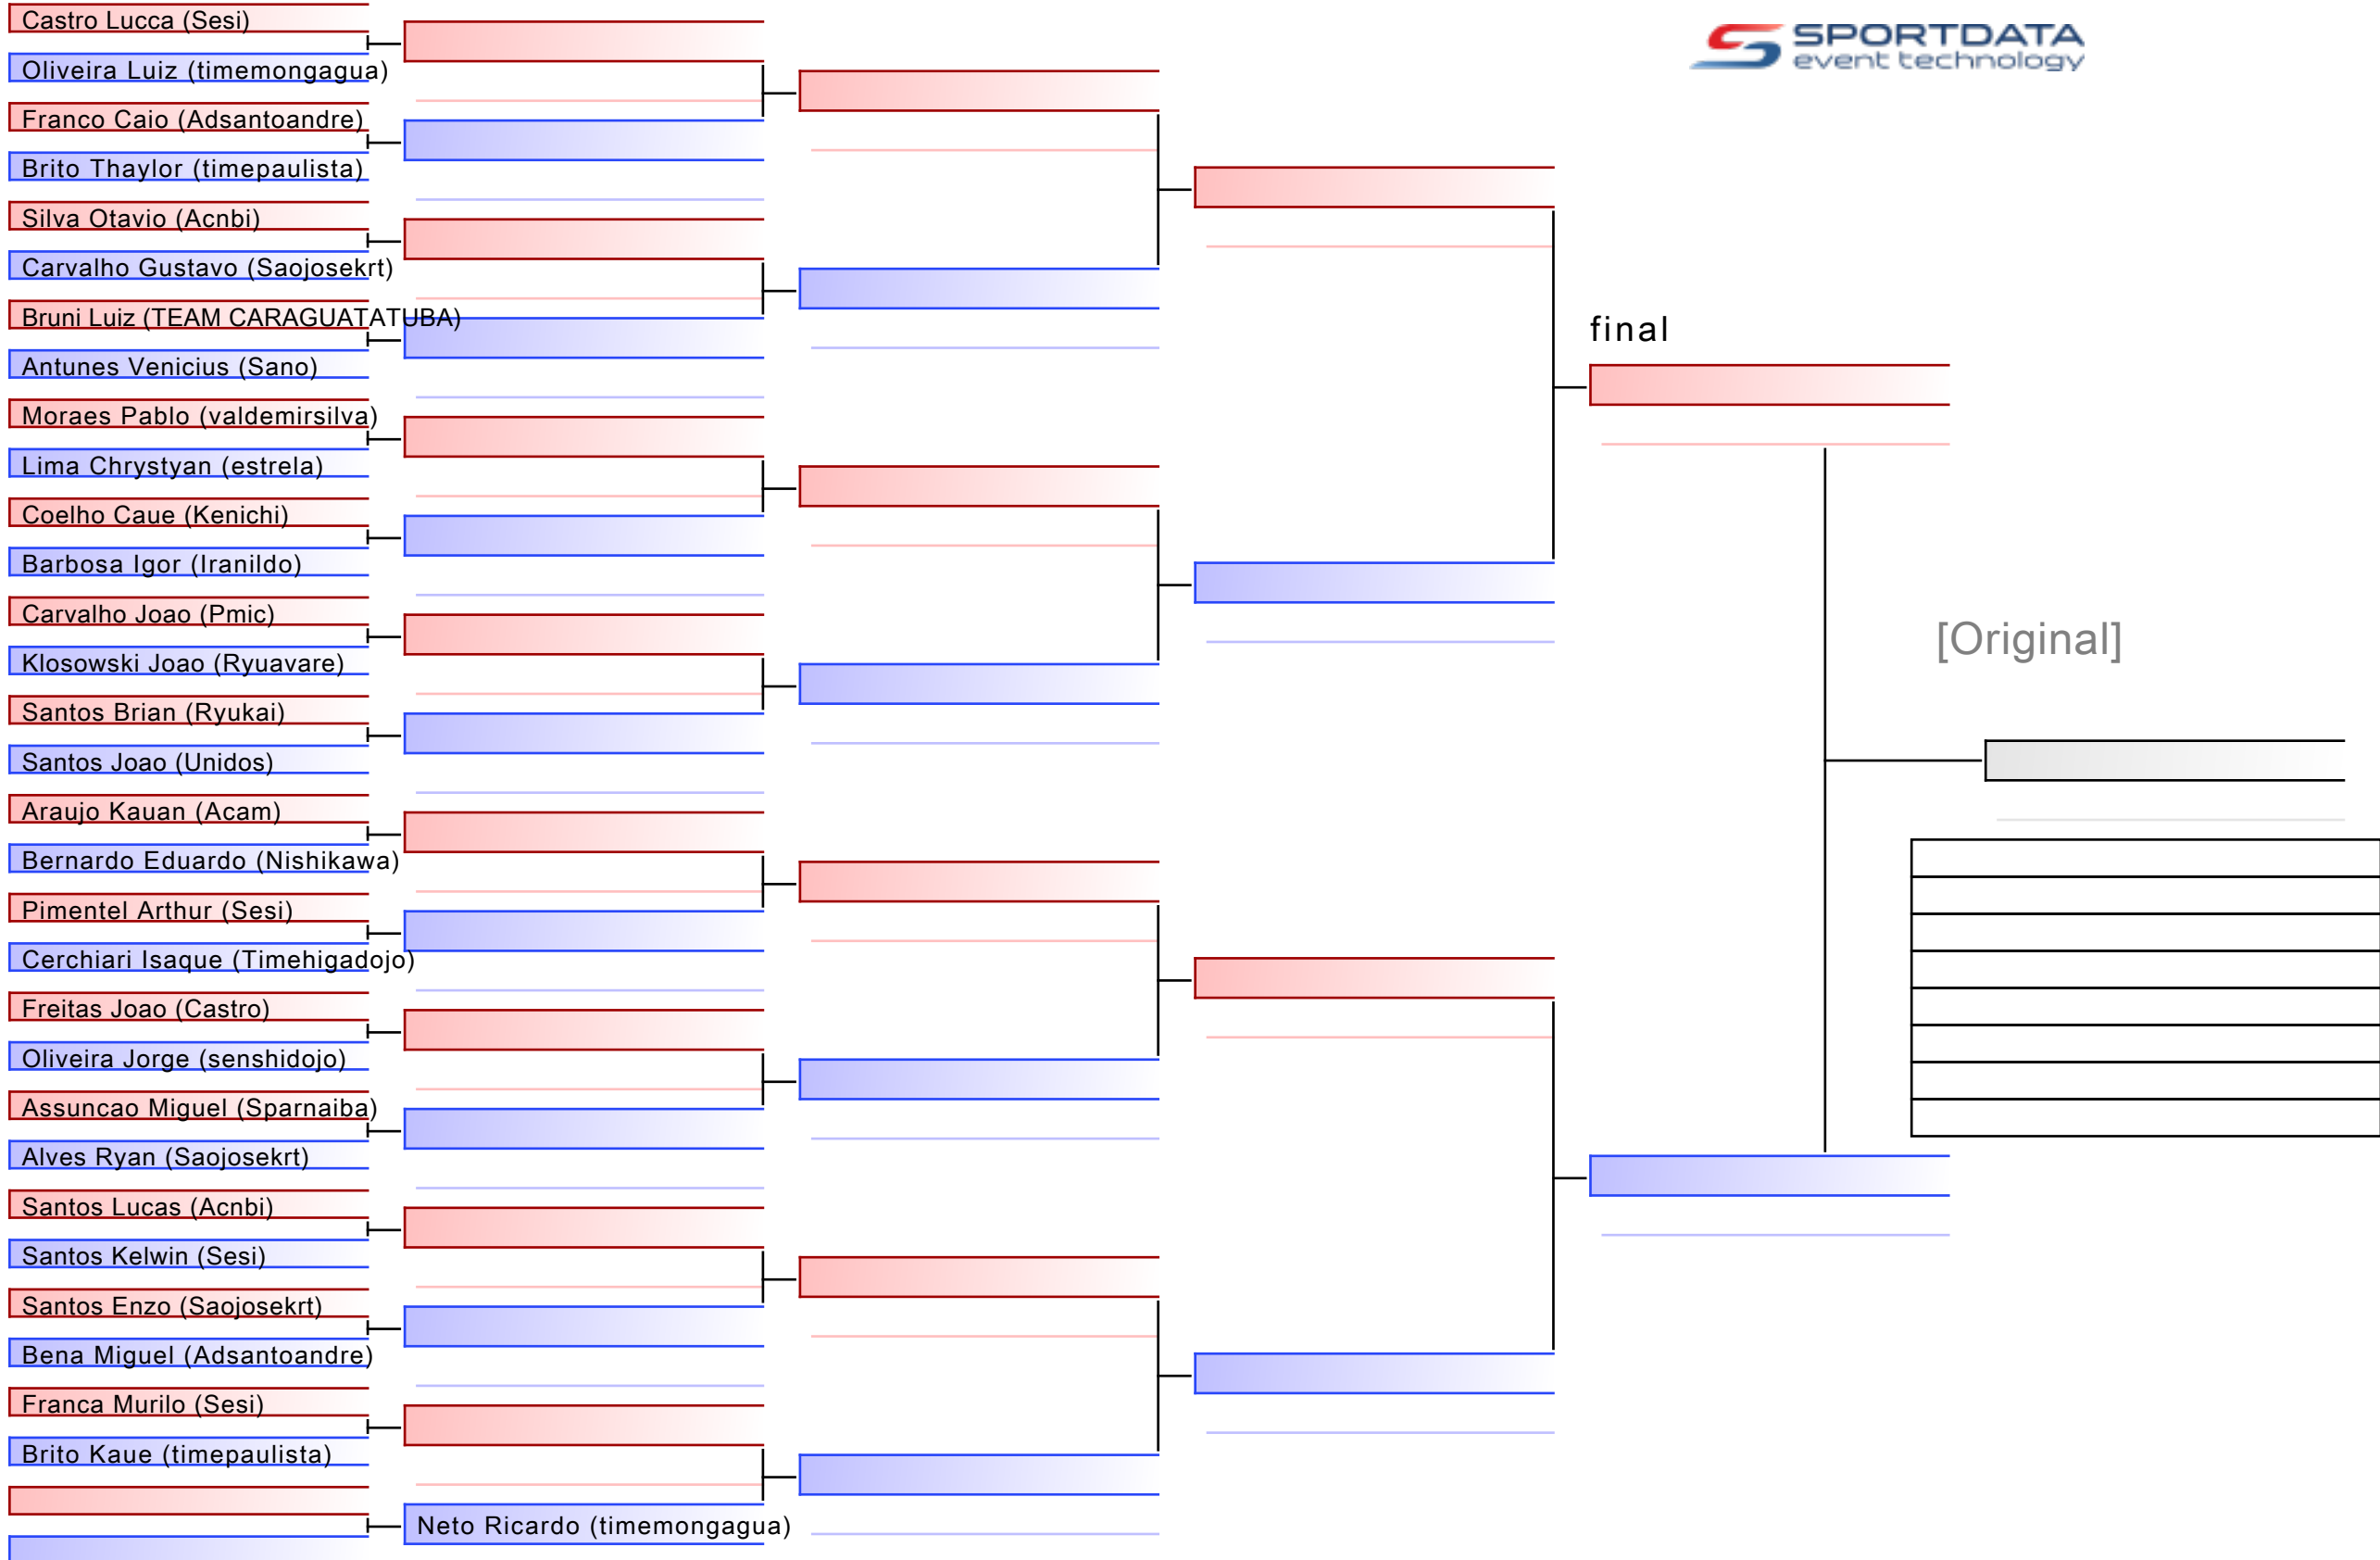 Castro Lucca (Sesi)
SPORTDATA
event technology
Oliveira Luiz (timemongagua)
Franco Caio (Adsantoandre)
Brito Thaylor (timepaulista)
Silva Otavio (Acnbi)
Carvalho Gustavo (Saojosekrt)
Bruni Luiz (TEAM CARAGUATATUBA)
final
Antunes Venicius (Sano)
Moraes Pablo (valdemirsilva)
Lima Chrystyan (estrela)
Coelho Caue (Kenichi)
Barbosa Igor (Iranildo)
Carvalho Joao (Pmic)
[Original]
Klosowski Joao (Ryuavare)
Santos Brian (Ryukai)
Santos Joao (Unidos)
Araujo Kauan (Acam)
Bernardo Eduardo (Nishikawa)
Pimentel Arthur (Sesi)
Cerchiari Isaque (Timehigadojo)
Freitas Joao (Castro)
Oliveira Jorge (senshidojo)
Assuncao Miguel (Sparnaiba)
Alves Ryan (Saojosekrt)
Santos Lucas (Acnbi)
Santos Kelwin (Sesi)
Santos Enzo (Saojosekrt)
Bena Miguel (Adsantoandre)
Franca Murilo (Sesi)
Brito Kaue (timepaulista)
Neto Ricardo (timemongagua)